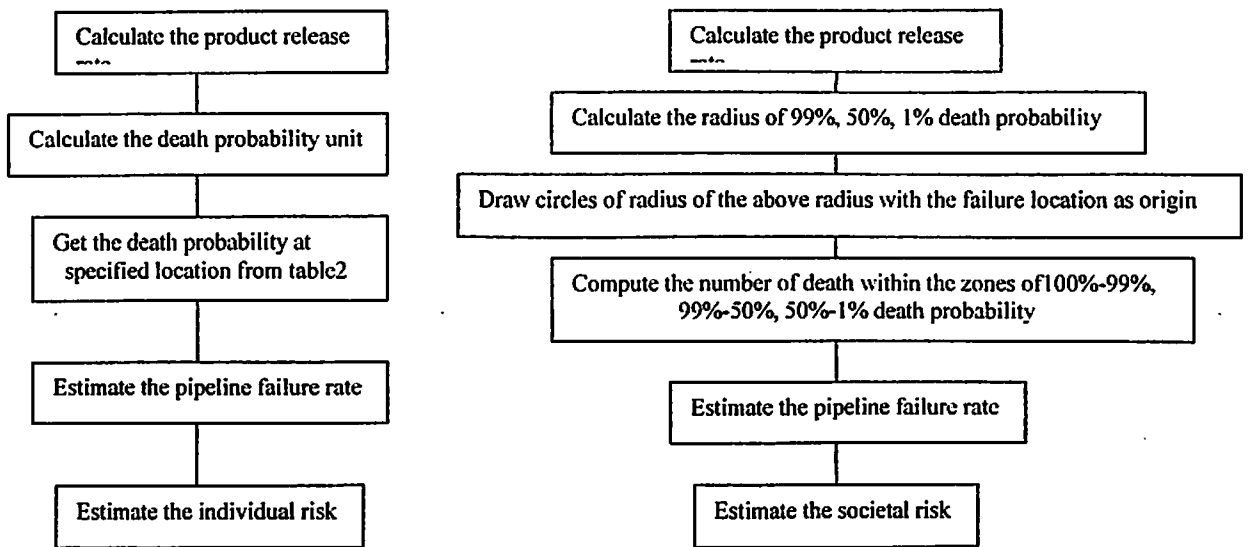 Calculate the product release
Calculate the death probability unit
Get the death probability at
specified location from table2
Estimate the pipeline failure rate
Estimate the individual risk
Calculate the product release
Calculate the radius of 99%, 50%, 1% death probability
Draw circles of radius of the above radius with the failure location as origin
Compute the number of death within the zones of100%-99%,
99%-50%, 50%-1% death probability
Estimate the pipeline failure rate
Estimate the societal risk